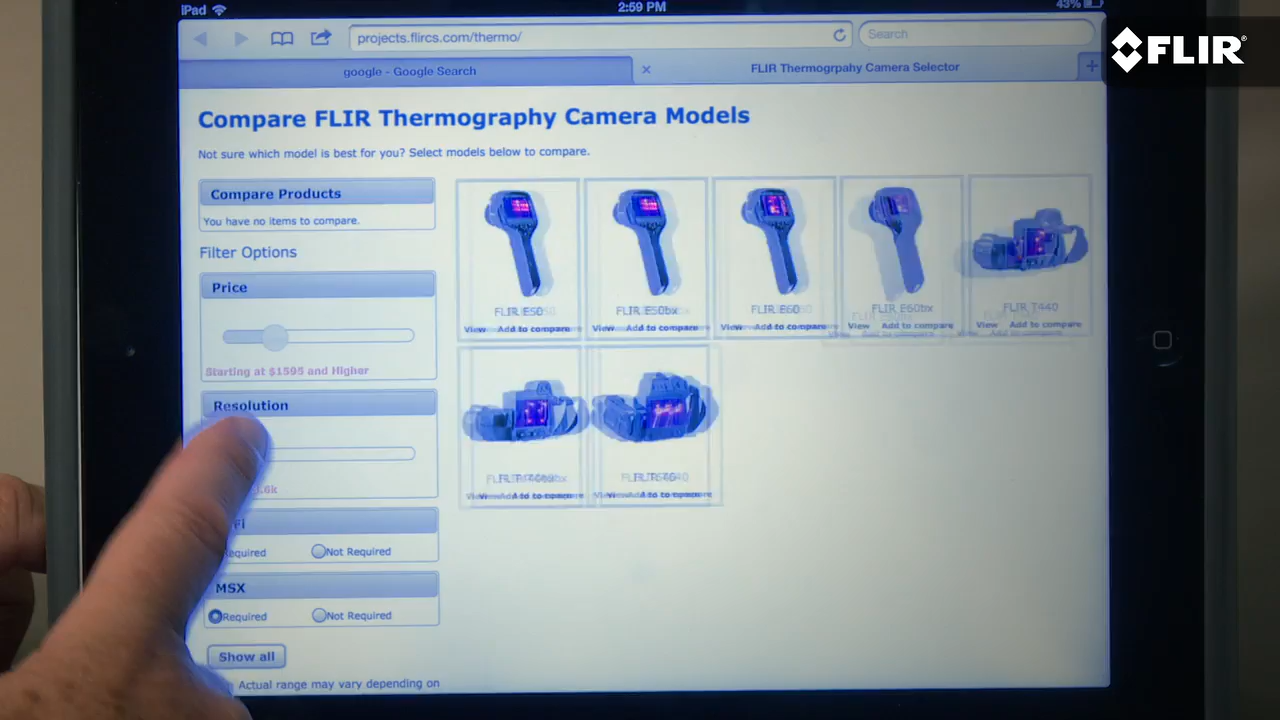 iPad
2:59 PM
43%
projects.flircs.com/thermo/
Search
google - Google Search
FLIR Thermogrpahy Camera Selector
FLIR
Compare FLIR Thermography Camera Models
Not sure which model is best for you? Select models below to compare.
Compare Products
You have no items to compare.
Filter Options
Price
Starting at $1595 and Higher
Resolution
.6k
Fi
equired
Not Required
MSX
Required
Not Required
Show all
Actual range may vary depending on
FLIR E50
View Add to compare
FLIR E50bx
View Add to compare
FLIR E60
View Add to compare
FLIR E60bx
View Add to compare
FLIR T440
View Add to compare
FLIR
FLIR